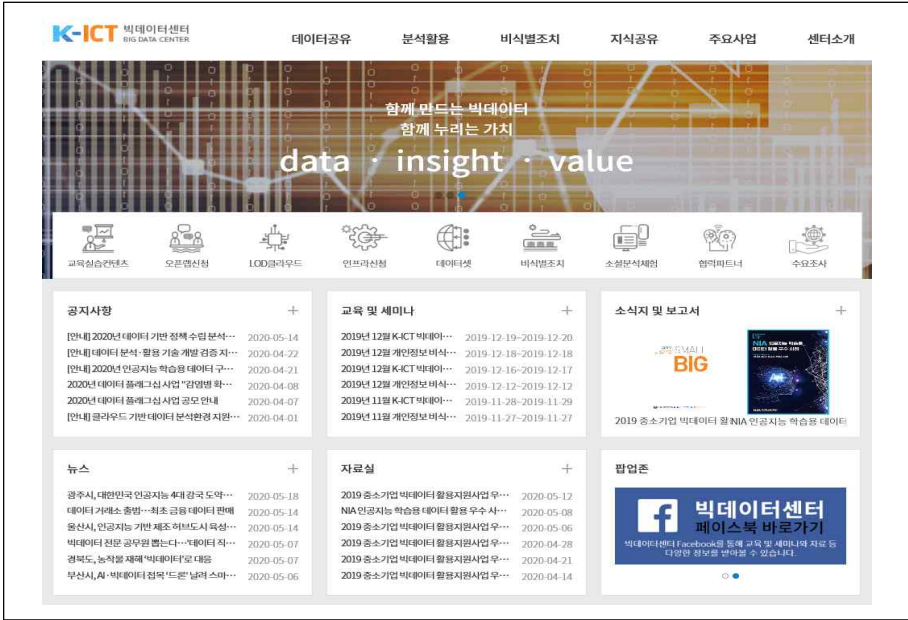 K-ICT 빅데이터센터
BIG DATA CENTER
데이터공유 분석활용 비식별조치 지식공유 주요사업 센터소개
함께 만드는 빅데이터
함께 누리는 가치
data · insight · value
교육실습컨텐츠 오픈랩신청 LOD클라우드 인프라신청 데이터셋 비식별조치 소셜분석체험 협력파트너 수요조사
공지사항
[안내] 2020년 데이터 기반 정책 수립 분석··· 2020-05-14
[안내] 데이터 분석·활용 기술 개발 검증 지··· 2020-04-22
[안내] 2020년 인공지능 학습용 데이터 구··· 2020-04-21
2020년 데이터 플래그십 사업 "감염병 확··· 2020-04-08
2020년 데이터 플래그십 사업 공모 안내 2020-04-07
[안내] 클라우드 기반 데이터 분석환경 지원··· 2020-04-01
교육 및 세미나
2019년 12월 K-ICT 빅데이··· 2019-12-19~2019-12-20
2019년 12월 개인정보 비식··· 2019-12-18~2019-12-18
2019년 12월 K-ICT 빅데이··· 2019-12-16~2019-12-17
2019년 12월 개인정보 비식··· 2019-12-12~2019-12-12
2019년 11월 K-ICT 빅데이··· 2019-11-28~2019-11-29
2019년 11월 개인정보 비식··· 2019-11-27~2019-11-27
소식지 및 보고서
SMALL
BIG
NIA 인공지능 학습용
데이터 활용 우수 사례
2019 중소기업 빅데이터 활
NIA 인공지능 학습용 데이터
뉴스
광주시, 대한민국 인공지능 4대 강국 도약··· 2020-05-18
데이터 거래소 출범···최초 금융 데이터 판매 2020-05-14
울산시, 인공지능 기반 제조 허브도시 육성··· 2020-05-14
빅데이터 전문 공무원 뽑는다···'데이터 직··· 2020-05-07
경북도, 농작물 재해 '빅데이터'로 대응 2020-05-07
부산시, AI·빅데이터 접목 '드론' 날려 스마··· 2020-05-06
자료실
2019 중소기업 빅데이터 활용지원사업 우··· 2020-05-12
NIA 인공지능 학습용 데이터 활용 우수 사··· 2020-05-08
2019 중소기업 빅데이터 활용지원사업 우··· 2020-05-06
2019 중소기업 빅데이터 활용지원사업 우··· 2020-04-28
2019 중소기업 빅데이터 활용지원사업 우··· 2020-04-21
2019 중소기업 빅데이터 활용지원사업 우··· 2020-04-14
팝업존
빅데이터센터
페이스북 바로가기
빅데이터센터 Facebook를 통해 교육 및 세미나와 자료 등
다양한 정보를 받아볼 수 있습니다.